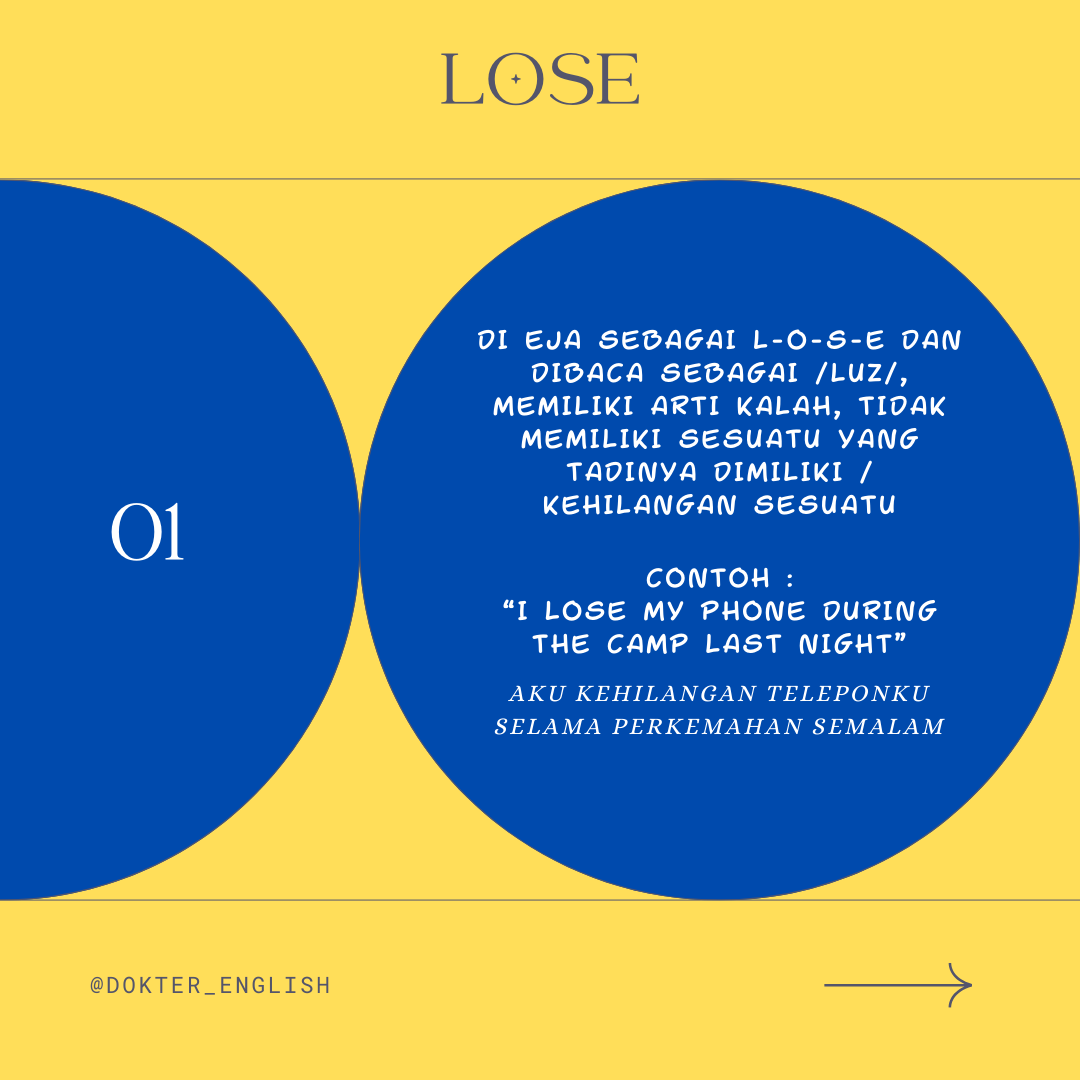 LOSE
01
DI EJA SEBAGAI L-O-S-E DAN
DIBACA SEBAGAI /LUZ/,
MEMILIKI ARTI KALAH, TIDAK
MEMILIKI SESUATU YANG
TADINYA DIMILIKI /
KEHILANGAN SESUATU
CONTOH :
“I LOSE MY PHONE DURING
THE CAMP LAST NIGHT”
AKU KEHILANGAN TELEPONKU
SELAMA PERKEMAHAN SEMALAM
@DOKTER_ENGLISH